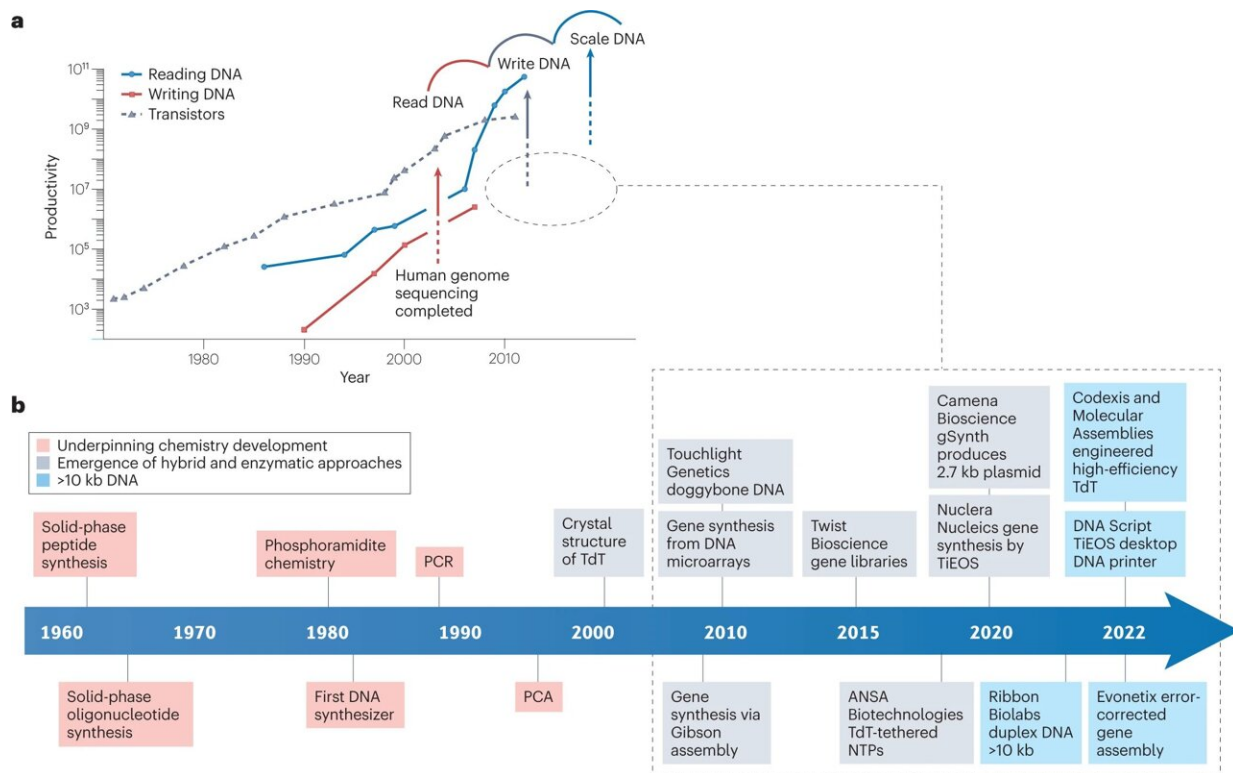 a
Scale DNA
Write DNA
Read DNA
10¹¹
10⁹
10⁷
10⁵
10³
Productivity
Reading DNA
Writing DNA
Transistors
Human genome
sequencing
completed
1980
1990
2000
2010
Year
b
Underpinning chemistry development
Emergence of hybrid and enzymatic approaches
>10 kb DNA
Solid-phase
peptide
synthesis
Phosphoramidite
chemistry
PCR
Crystal
structure
of TdT
Touchlight
Genetics
doggybone DNA
Gene synthesis
from DNA
microarrays
Twist
Bioscience
gene libraries
Camena
Bioscience
gSynth
produces
2.7 kb plasmid
Nuclera
Nucleics gene
synthesis by
TiEOS
Codexis and
Molecular
Assemblies
engineered
high-efficiency
TdT
DNA Script
TiEOS desktop
DNA printer
1960
1970
1980
1990
2000
2010
2015
2020
2022
Solid-phase
oligonucleotide
synthesis
First DNA
synthesizer
PCA
Gene
synthesis via
Gibson
assembly
ANSA
Biotechnologies
TdT-tethered
NTPs
Ribbon
Biolabs
duplex DNA
>10 kb
Evonetix error-
corrected
gene
assembly